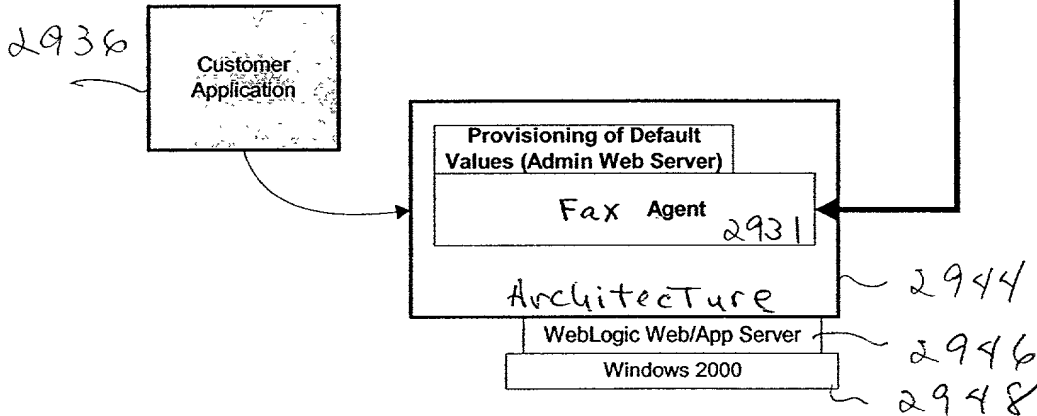 2936
Customer
Application
Provisioning of Default
Values (Admin Web Server)
Fax Agent
2931
Architecture
2944
WebLogic Web/App Server
2946
Windows 2000
2948